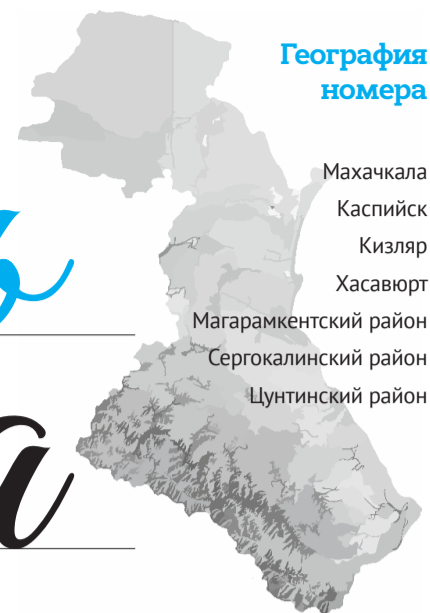 География
номера
Махачкала
Каспийск
Кизляр
Хасавюрт
Магарамкентский район
Сергокалинский район
Цунтинский район
ь
а